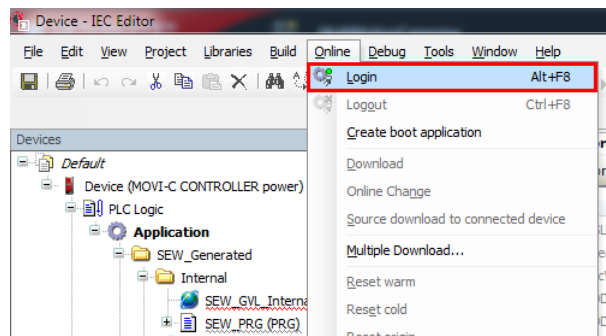 Device - IEC Editor
File Edit View Project Libraries Build Online Debug Tools Window Help
Login Alt+F8
Logout Ctrl+F8
Create boot application
Devices
Default
Download
Device (MOVI-C CONTROLLER power)
Online Change
PLC Logic
Source download to connected device
Application
Multiple Download...
SEW_Generated
Internal
Reset warm
SEW_GVL_Interna
Reset cold
SEW_PRG (PRG)
Reset origin